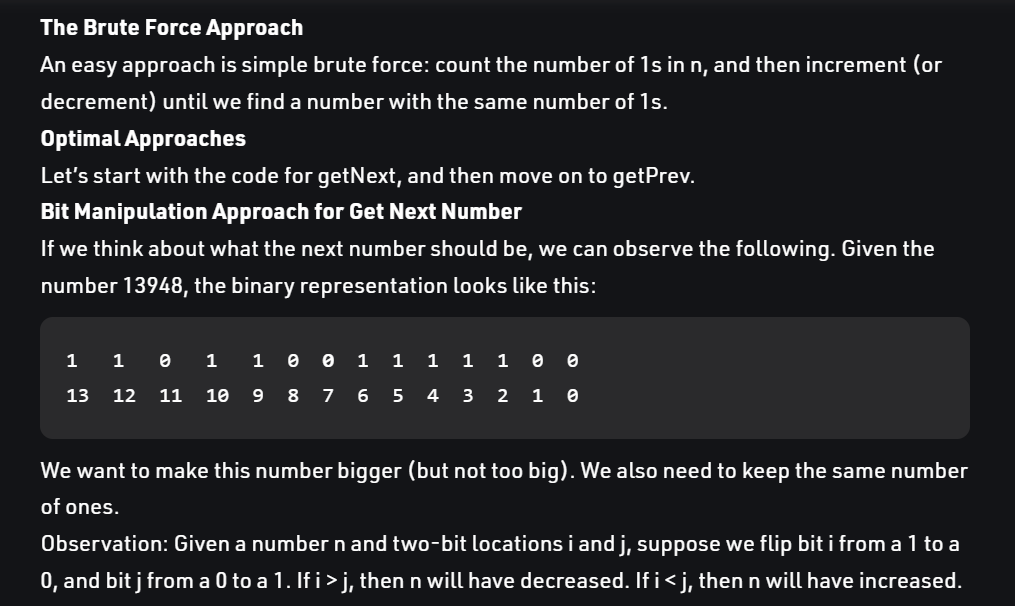 The Brute Force Approach
An easy approach is simple brute force: count the number of 1s in n, and then increment (or
decrement) until we find a number with the same number of 1s.
Optimal Approaches
Let's start with the code for getNext, and then move on to getPrev.
Bit Manipulation Approach for Get Next Number
If we think about what the next number should be, we can observe the following. Given the
number 13948, the binary representation looks like this:
1 1 0 1 1 0 0 1 1 1 1 1 0 0
13 12 11 10 9 8 7 6 5 4 3 2 1 0
We want to make this number bigger (but not too big). We also need to keep the same number
of ones.
Observation: Given a number n and two-bit locations i and j, suppose we flip bit i from a 1 to a
0, and bit j from a 0 to a 1. If i > j, then n will have decreased. If i < j, then n will have increased.